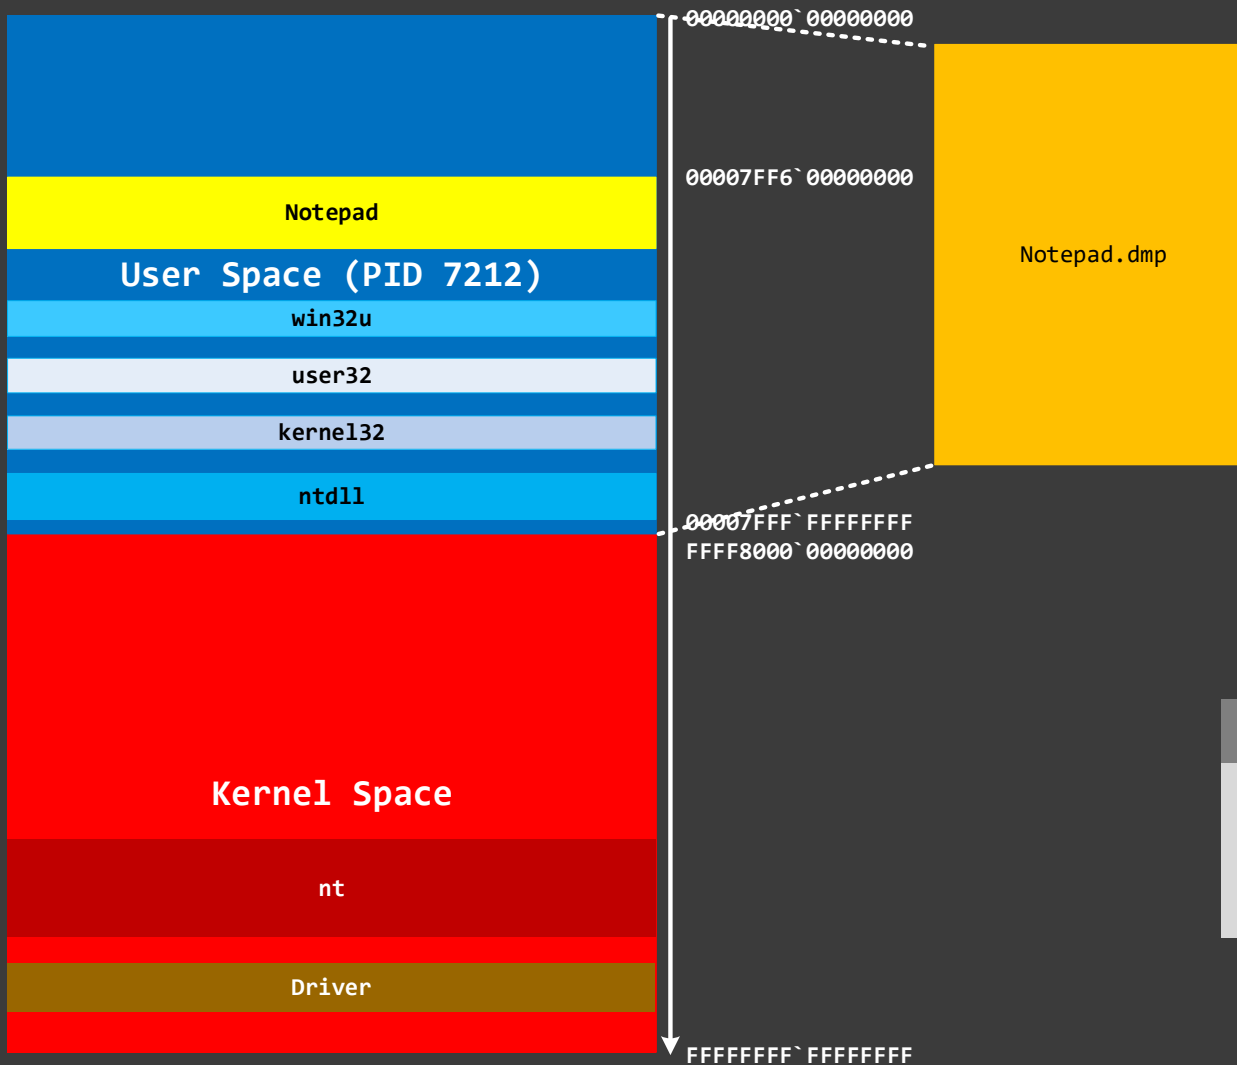 00000000`00000000
00007FF6`00000000
Notepad
Notepad.dmp
User Space (PID 7212)
win32u
user32
kernel32
ntdll
00007FFF`FFFFFFFF
FFFF8000`00000000
Kernel Space
nt
Driver
FFFFFFFF`FFFFFFFF